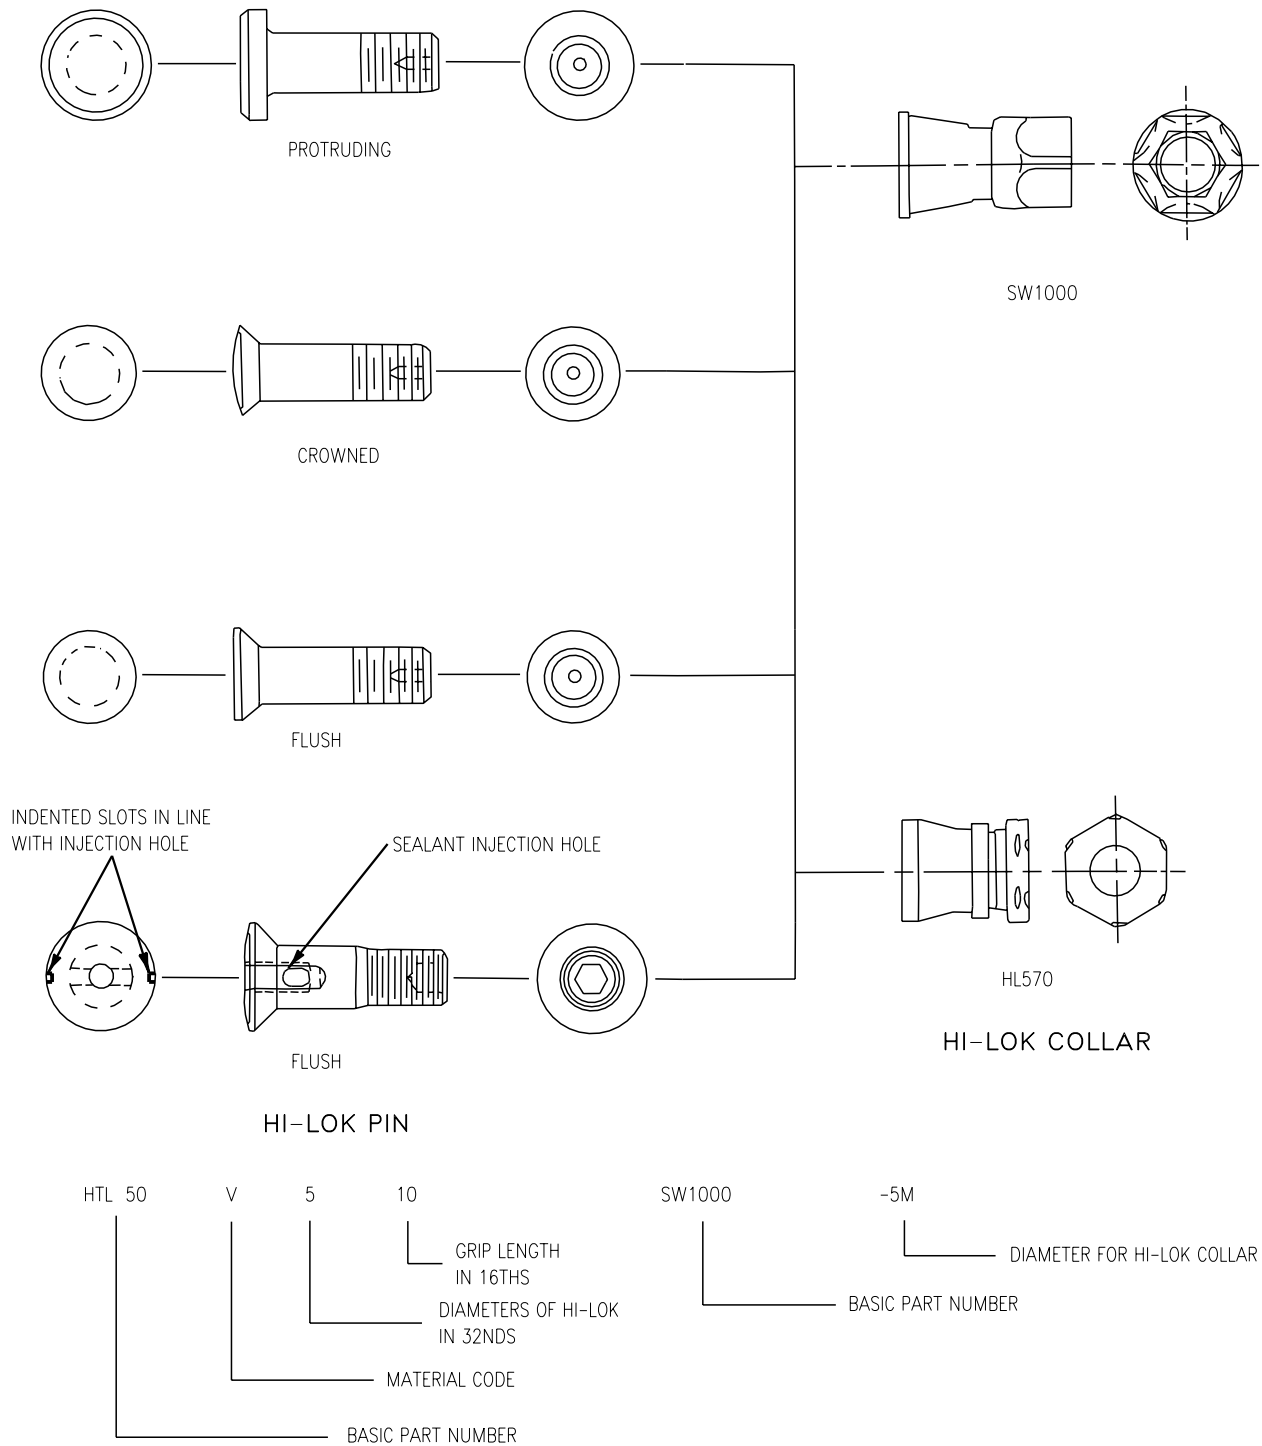 PROTRUDING
SW1000
CROWNED
FLUSH
INDENTED SLOTS IN LINE
WITH INJECTION HOLE
SEALANT INJECTION HOLE
HL570
HI-LOK COLLAR
FLUSH
HI-LOK PIN
HTL 50 V 5 10
SW1000 -5M
GRIP LENGTH
IN 16THS
DIAMETER FOR HI-LOK COLLAR
DIAMETERS OF HI-LOK
IN 32NDS
BASIC PART NUMBER
MATERIAL CODE
BASIC PART NUMBER